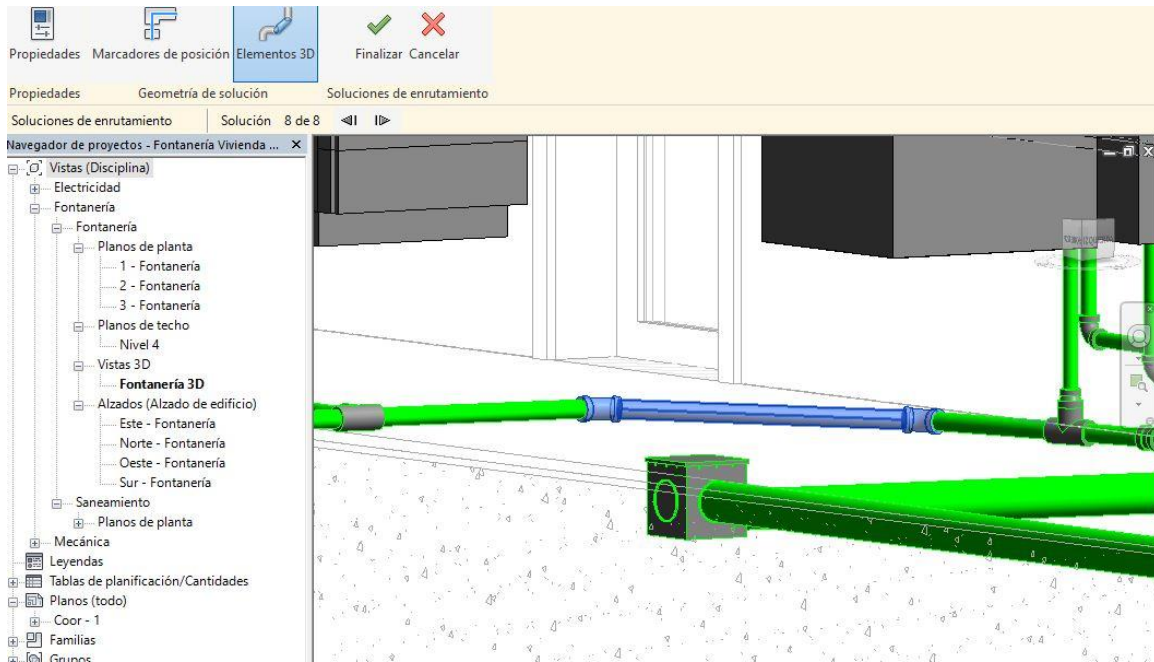 Propiedades Marcadores de posición Elementos 3D Finalizar Cancelar
Propiedades Geometría de solución Soluciones de enrutamiento
Soluciones de enrutamiento Solución 8 de 8
Navegador de proyectos - Fontanería Vivienda ...
Vistas (Disciplina)
Electricidad
Fontanería
Fontanería
Planos de planta
1 - Fontanería
2 - Fontanería
3 - Fontanería
Planos de techo
Nivel 4
Vistas 3D
Fontanería 3D
Alzados (Alzado de edificio)
Este - Fontanería
Norte - Fontanería
Oeste - Fontanería
Sur - Fontanería
Saneamiento
Planos de planta
Mecánica
Leyendas
Tablas de planificación/Cantidades
Planos (todo)
Coor - 1
Familias
Grupos